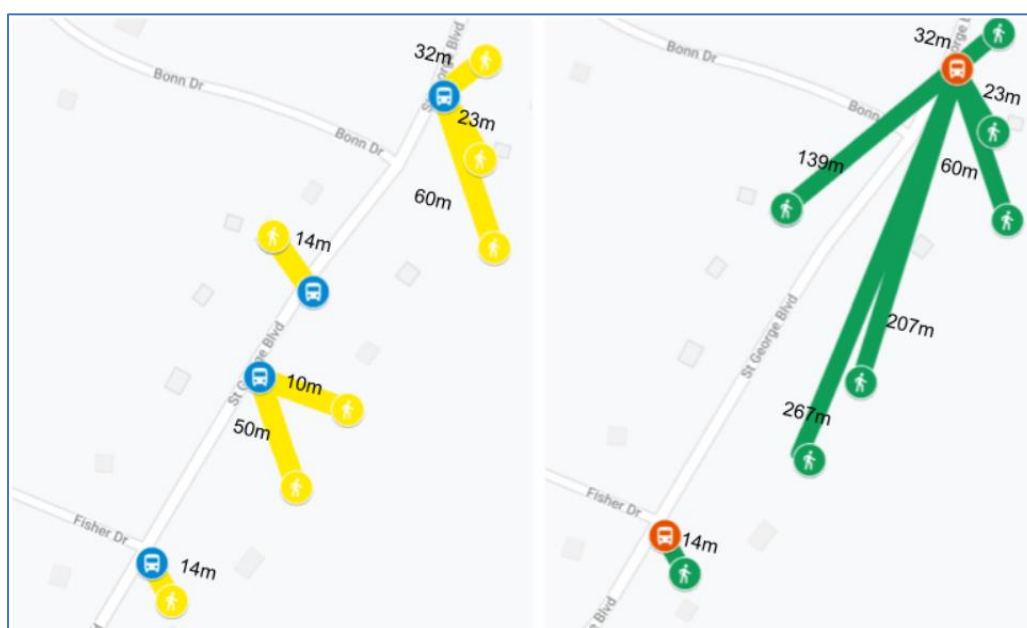 32m
St George Blvd
Bonn Dr
23m
Bonn Dr
60m
14m
St George Blvd
10m
50m
Fisher Dr
14m
32m
Bonn Dr
23m
139m
60m
St George Blvd
207m
267m
Fisher Dr
14m
Blvd